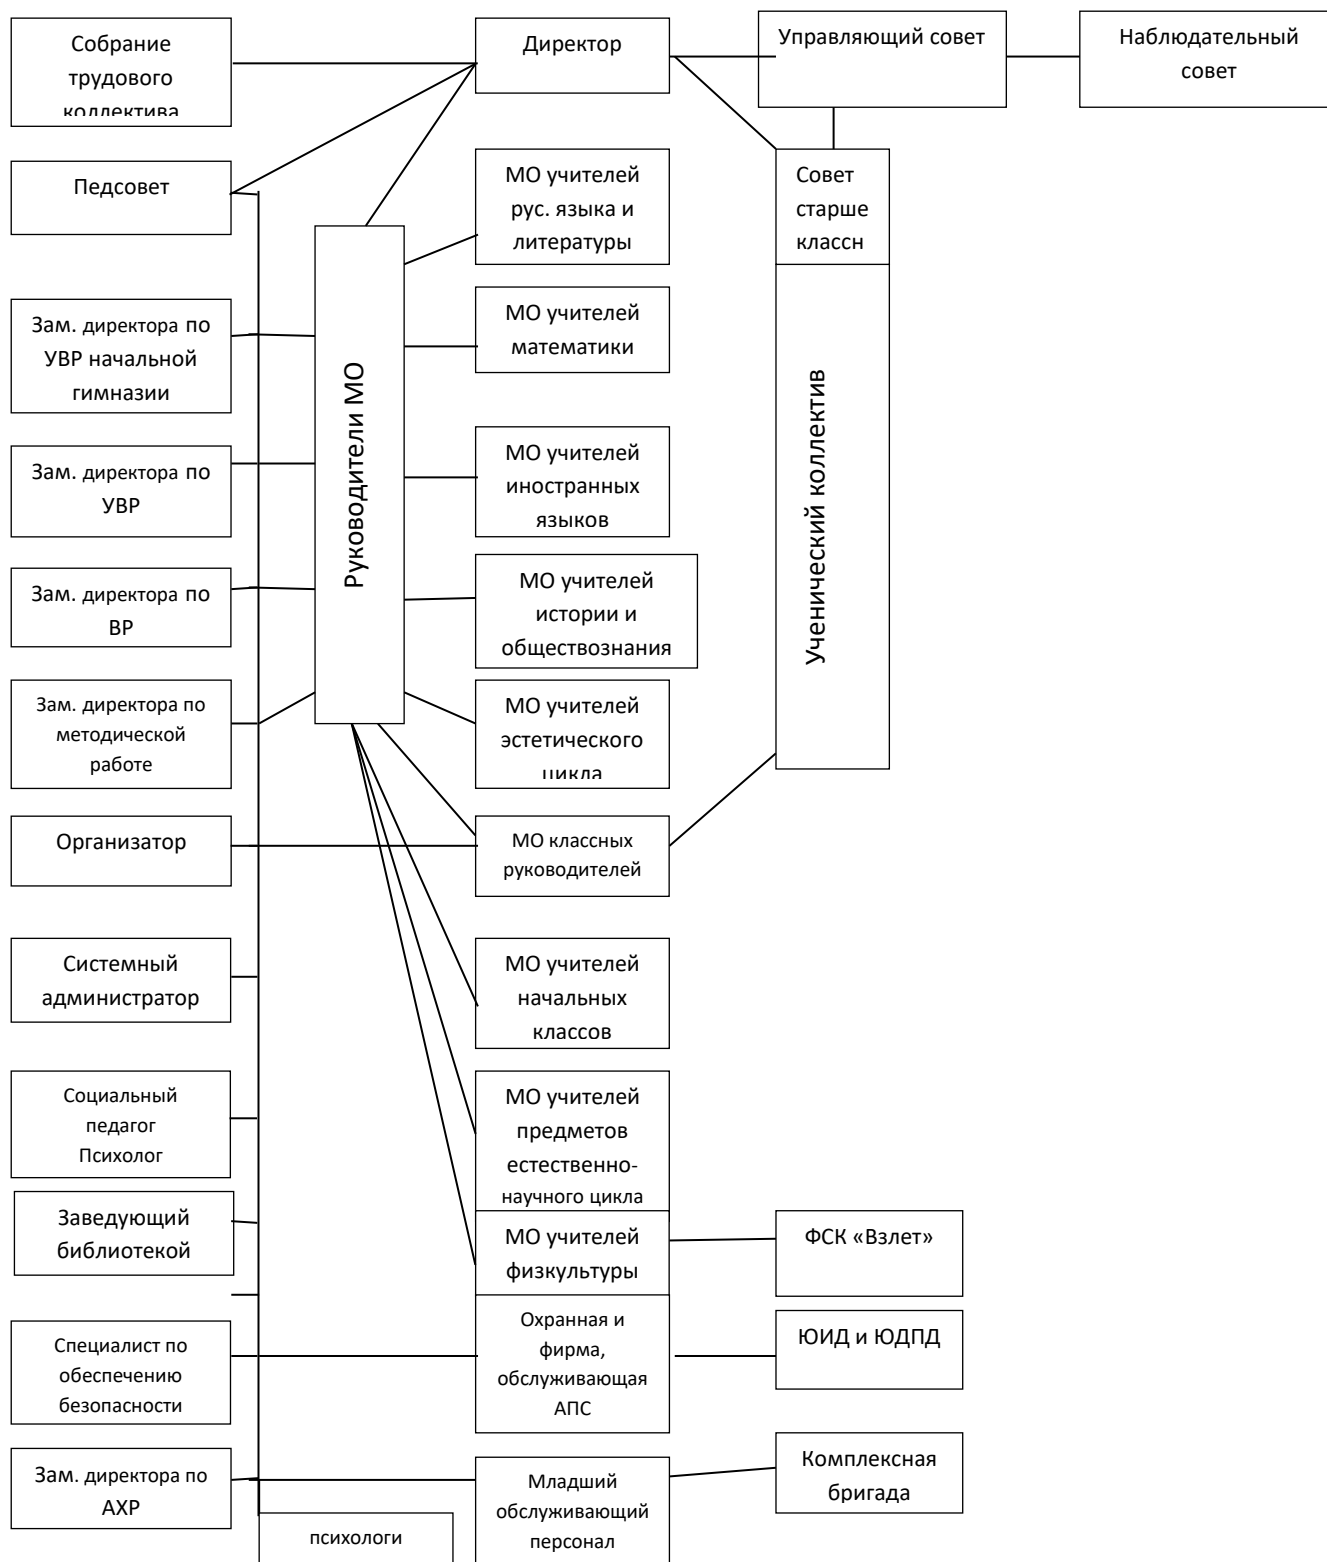 Собрание
трудового
коллектива
Директор
Управляющий совет
Наблюдательный
совет
Педсовет
МО учителей
рус. языка и
литературы
Совет
старше
классн
Зам. директора по
УВР начальной
гимназии
Руководители МО
МО учителей
математики
Ученический коллектив
Зам. директора по
УВР
МО учителей
иностранных
языков
Зам. директора по
ВР
МО учителей
истории и
обществознания
Зам. директора по
методической
работе
МО учителей
эстетического
цикла
Организатор
МО классных
руководителей
Системный
администратор
МО учителей
начальных
классов
Социальный
педагог
Психолог
МО учителей
предметов
естественно-
научного цикла
Заведующий
библиотекой
МО учителей
физкультуры
ФСК «Взлет»
Специалист по
обеспечению
безопасности
Охранная и
фирма,
обслуживающая
АПС
ЮИД и ЮДПД
Зам. директора по
АХР
Младший
обслуживающий
персонал
Комплексная
бригада
психологи